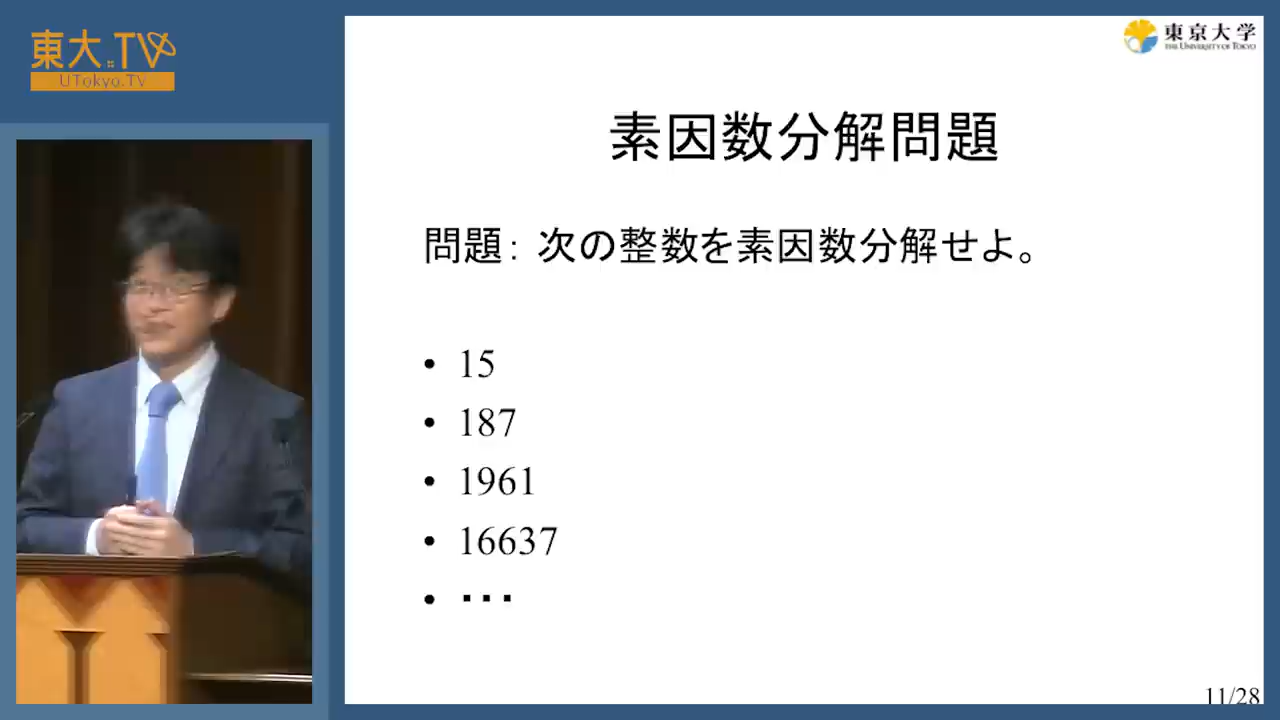 東大.TV
UTokyo.TV
東京大学
THE UNIVERSITY OF TOKYO
素因数分解問題
問題： 次の整数を素因数分解せよ。
• 15
• 187
• 1961
• 16637
• ・・・
11/28